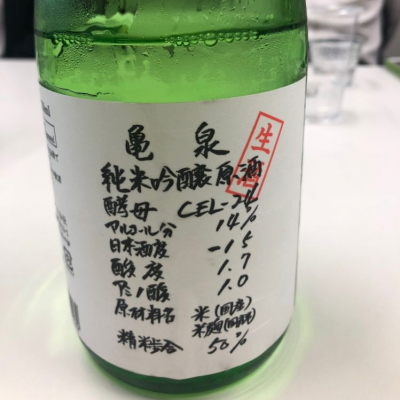 亀泉
生酒
純米吟醸原酒
酵母 CEL-24
アルコール分 14%
日本酒度 -15
酸度 1.7
アミノ酸 1.0
原材料名 米(国産)
米麹(国産米)
精米歩合 50%